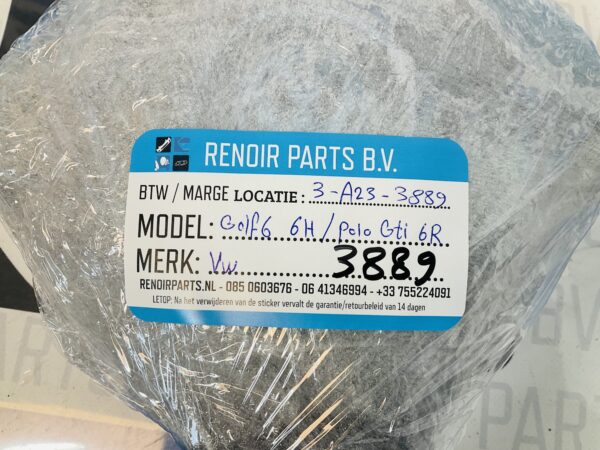 RENOIR PARTS B.V.
BTW / MARGE LOCATIE : 3-A23-3889
MODEL: Golf6 6H/Polo Gti 6R
MERK: VW 3889
RENOIRPARTS.NL - 085 0603676 - 06 41346994 - +33 755224091
LETOP: Na het verwijderen van de sticker vervalt de garantie/retourbeleid van 14 dagen